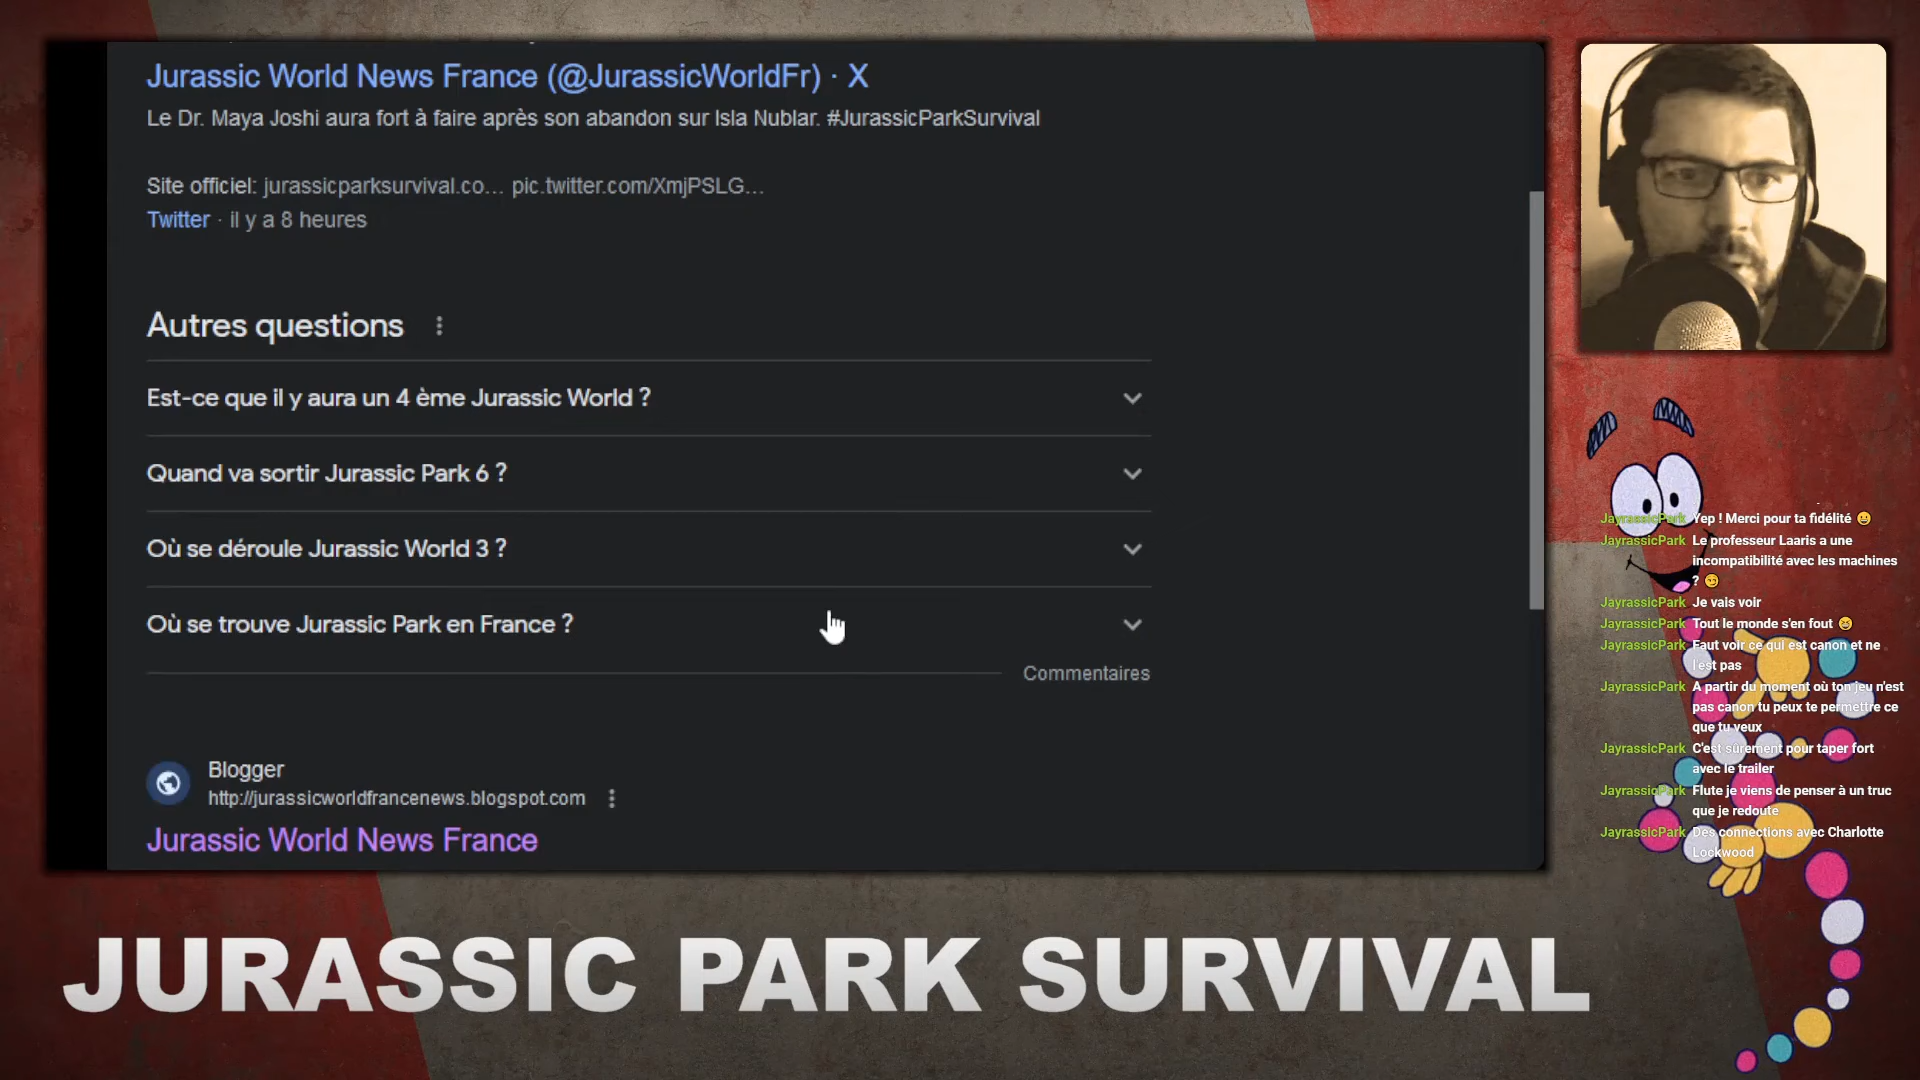 Jurassic World News France (@JurassicWorldFr) · X
Le Dr. Maya Joshi aura fort à faire après son abandon sur Isla Nublar. #JurassicParkSurvival
Site officiel: jurassicparksurvival.co... pic.twitter.com/XmjPSLG...
Twitter · il y a 8 heures
Autres questions
Est-ce que il y aura un 4 ème Jurassic World ?
Quand va sortir Jurassic Park 6 ?
Où se déroule Jurassic World 3 ?
Où se trouve Jurassic Park en France ?
Commentaires
Blogger
http://jurassicworldfrancenews.blogspot.com
Jurassic World News France
JayrassicPark Yep ! Merci pour ta fidélité 😀
JayrassicPark Le professeur Laaris a une
incompatibilité avec les machines
? 😏
JayrassicPark Je vais voir
JayrassicPark Tout le monde s'en fout 😆
JayrassicPark Faut voir ce qui est canon et ne
l'est pas
JayrassicPark A partir du moment où ton jeu n'est
pas canon tu peux te permettre ce
que tu veux
JayrassicPark C'est sûrement pour taper fort
avec le trailer
JayrassicPark Flute je viens de penser à un truc
que je redoute
JayrassicPark Des connections avec Charlotte
Lockwood
JURASSIC PARK SURVIVAL